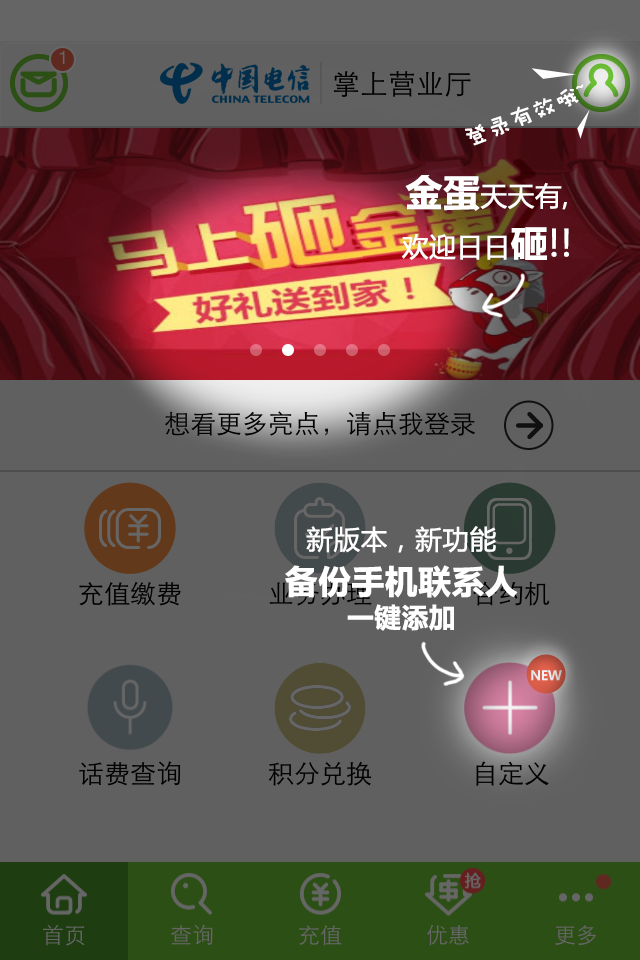 1
中国电信
CHINA TELECOM
掌上营业厅
登录有效哦~
金蛋天天有,
欢迎日日砸!!
马上砸金蛋
好礼送到家！
想看更多亮点，请点我登录
新版本，新功能
备份手机联系人
一键添加
充值缴费
业务办理
合约机
NEW
话费查询
积分兑换
自定义
抢
首页
查询
充值
优惠
更多